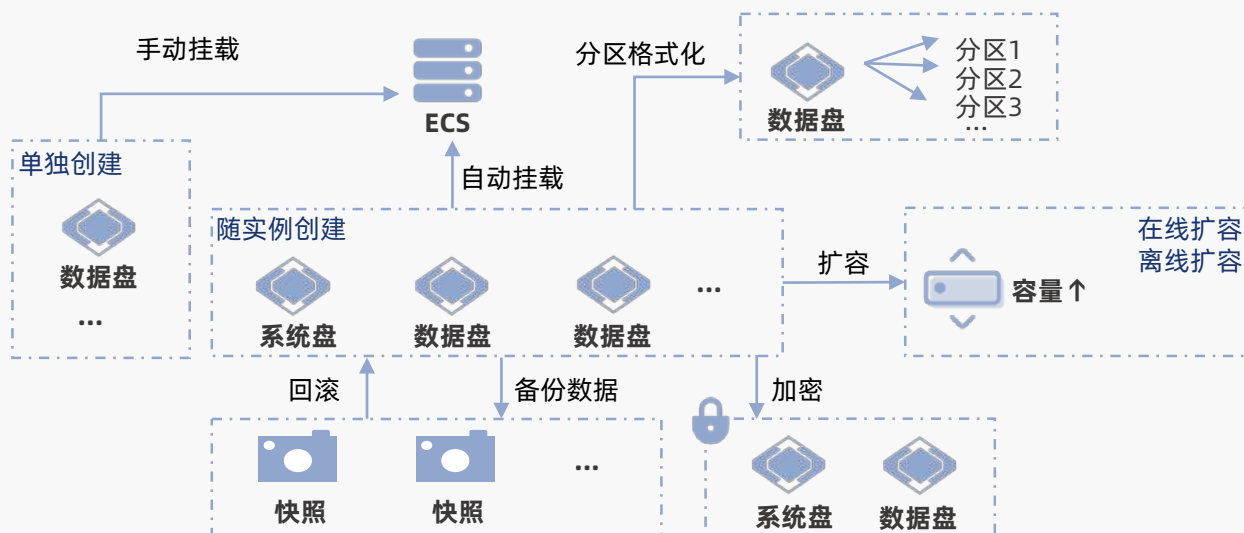 手动挂载
ECS
分区格式化
数据盘
分区1
分区2
分区3
...
单独创建
数据盘
...
自动挂载
随实例创建
系统盘
数据盘
数据盘
...
扩容
在线扩容
离线扩容
容量↑
回滚
备份数据
加密
快照
快照
...
系统盘
数据盘